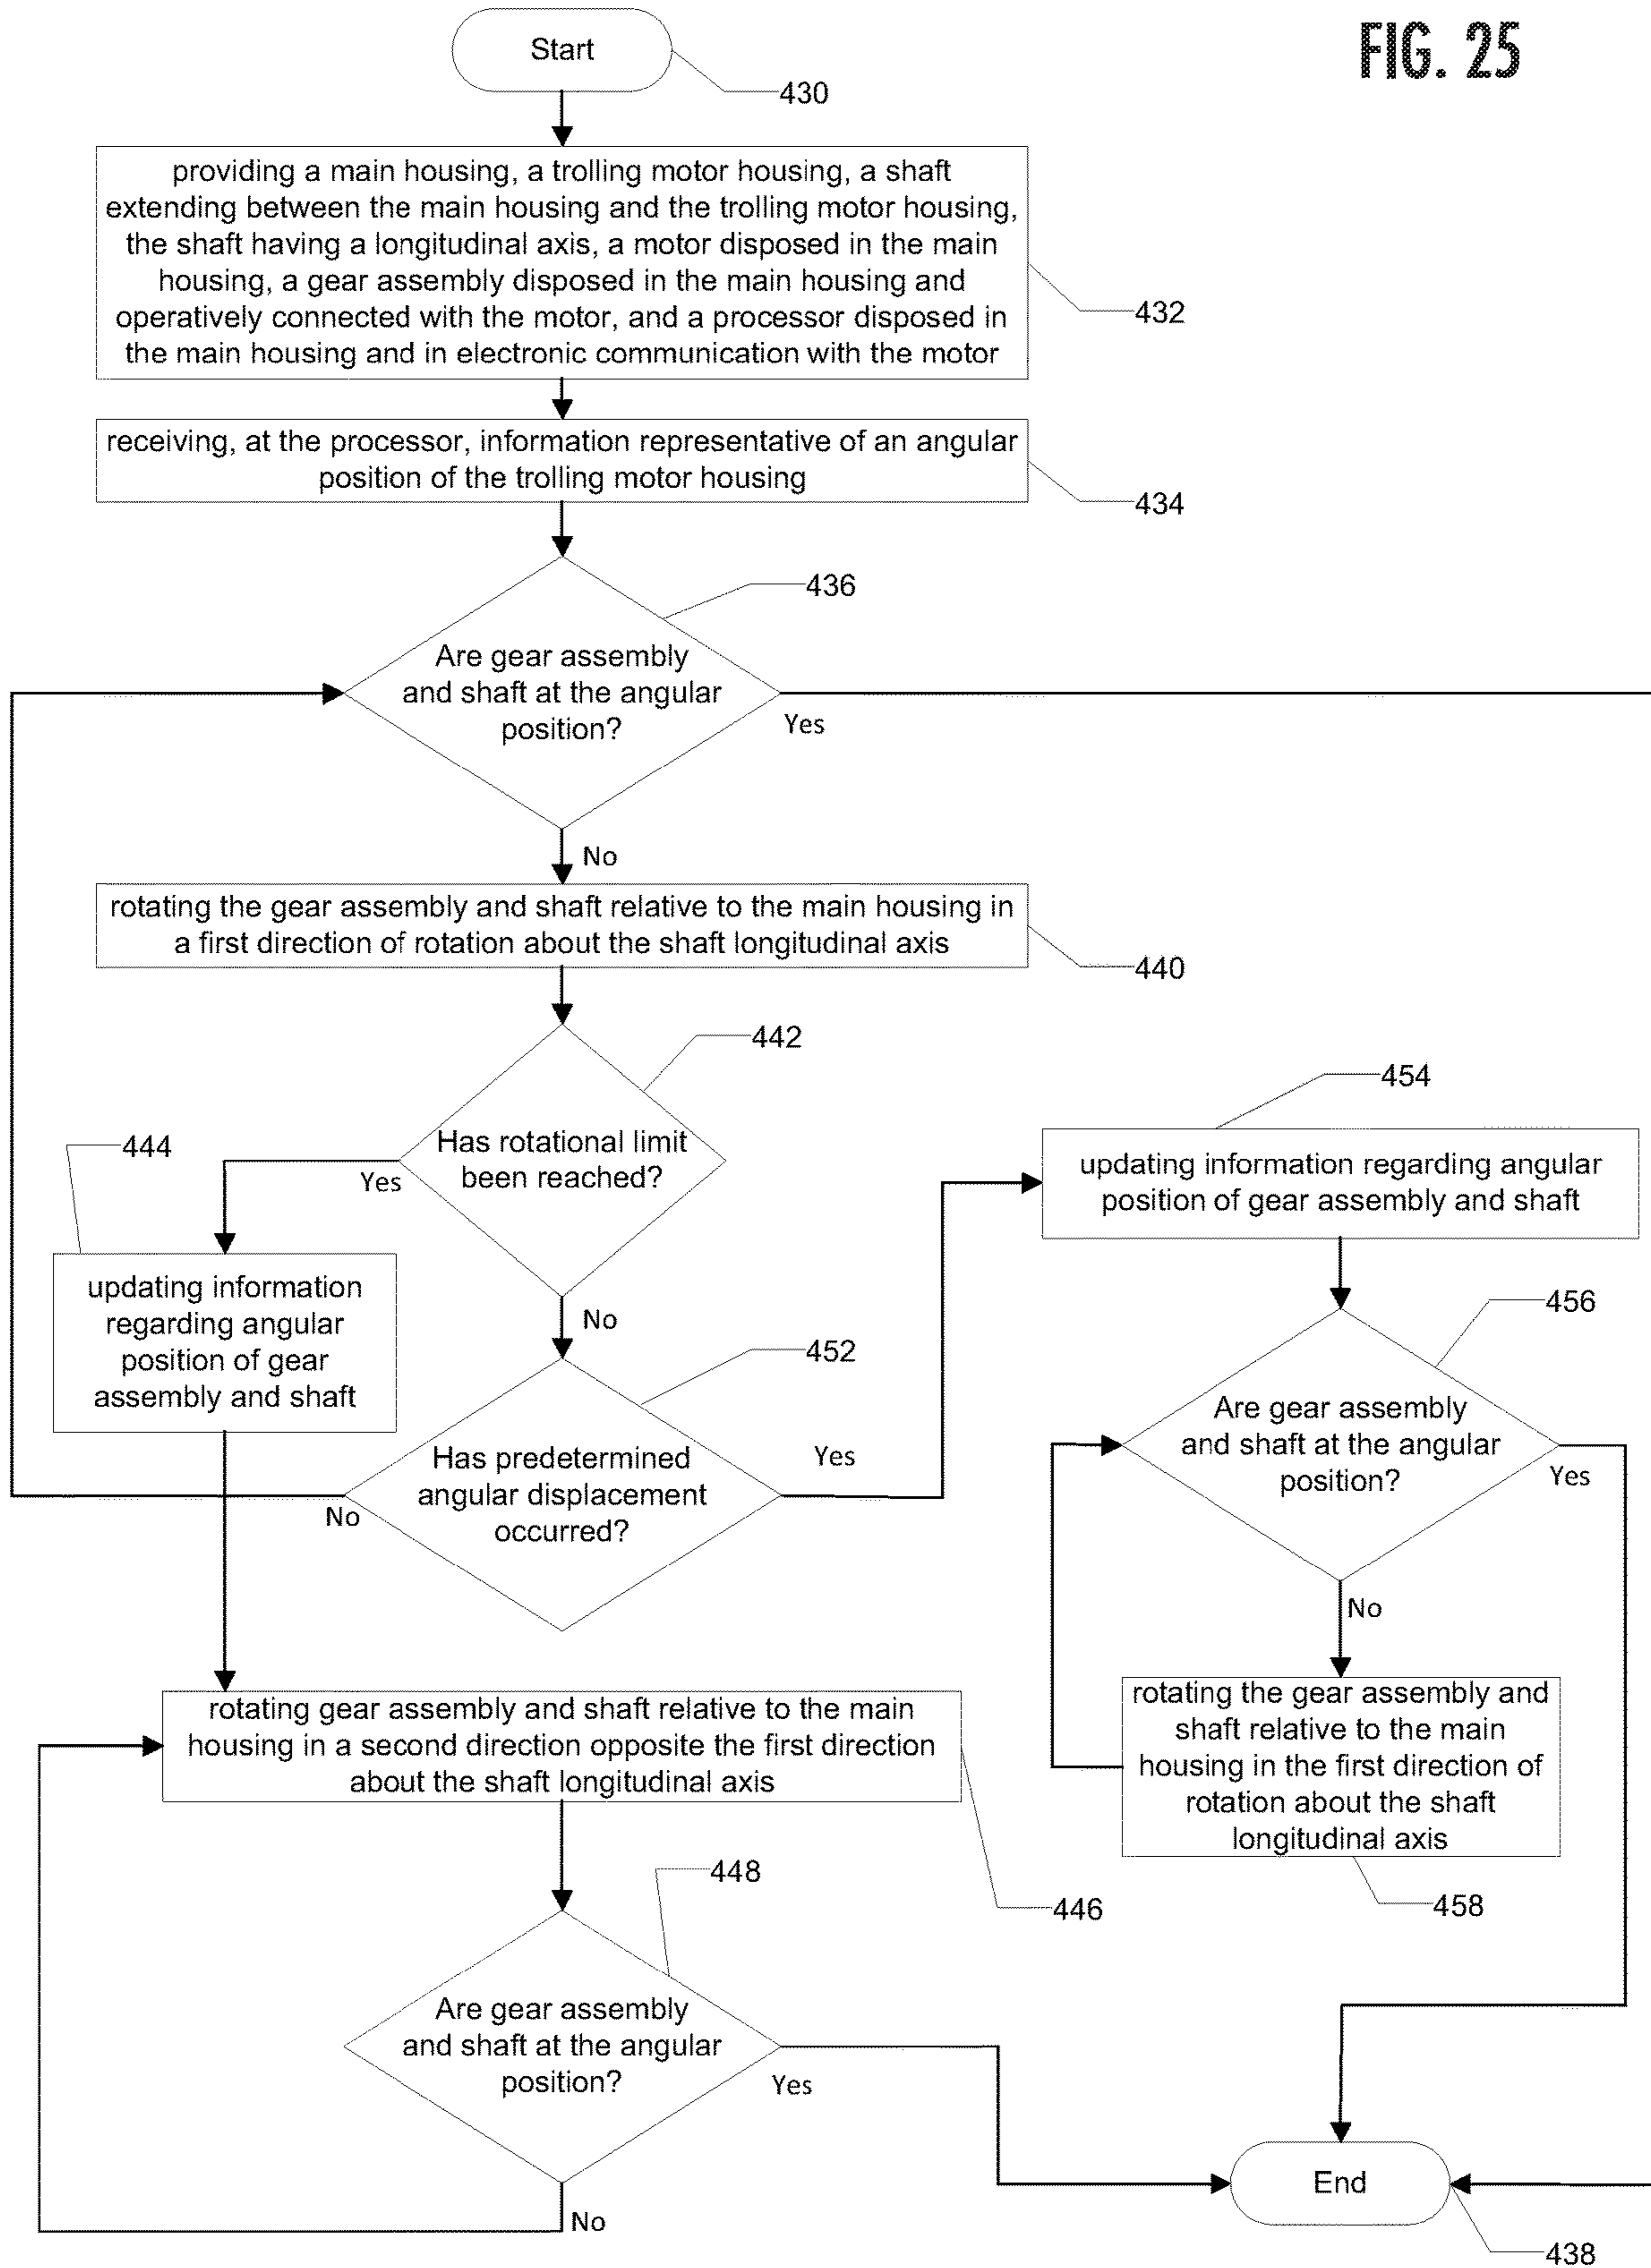 FIG. 25
Start
430
providing a main housing, a trolling motor housing, a shaft
extending between the main housing and the trolling motor housing,
the shaft having a longitudinal axis, a motor disposed in the main
housing, a gear assembly disposed in the main housing and
operatively connected with the motor, and a processor disposed in
the main housing and in electronic communication with the motor
432
receiving, at the processor, information representative of an angular
position of the trolling motor housing
434
436
Are gear assembly
and shaft at the angular
position?
Yes
No
rotating the gear assembly and shaft relative to the main housing in
a first direction of rotation about the shaft longitudinal axis
440
442
Has rotational limit
been reached?
Yes
No
444
updating information
regarding angular
position of gear
assembly and shaft
452
Has predetermined
angular displacement
occurred?
Yes
No
454
updating information regarding angular
position of gear assembly and shaft
456
Are gear assembly
and shaft at the angular
position?
Yes
No
rotating the gear assembly and
shaft relative to the main
housing in the first direction of
rotation about the shaft
longitudinal axis
458
rotating gear assembly and shaft relative to the main
housing in a second direction opposite the first direction
about the shaft longitudinal axis
446
448
Are gear assembly
and shaft at the angular
position?
Yes
No
End
438